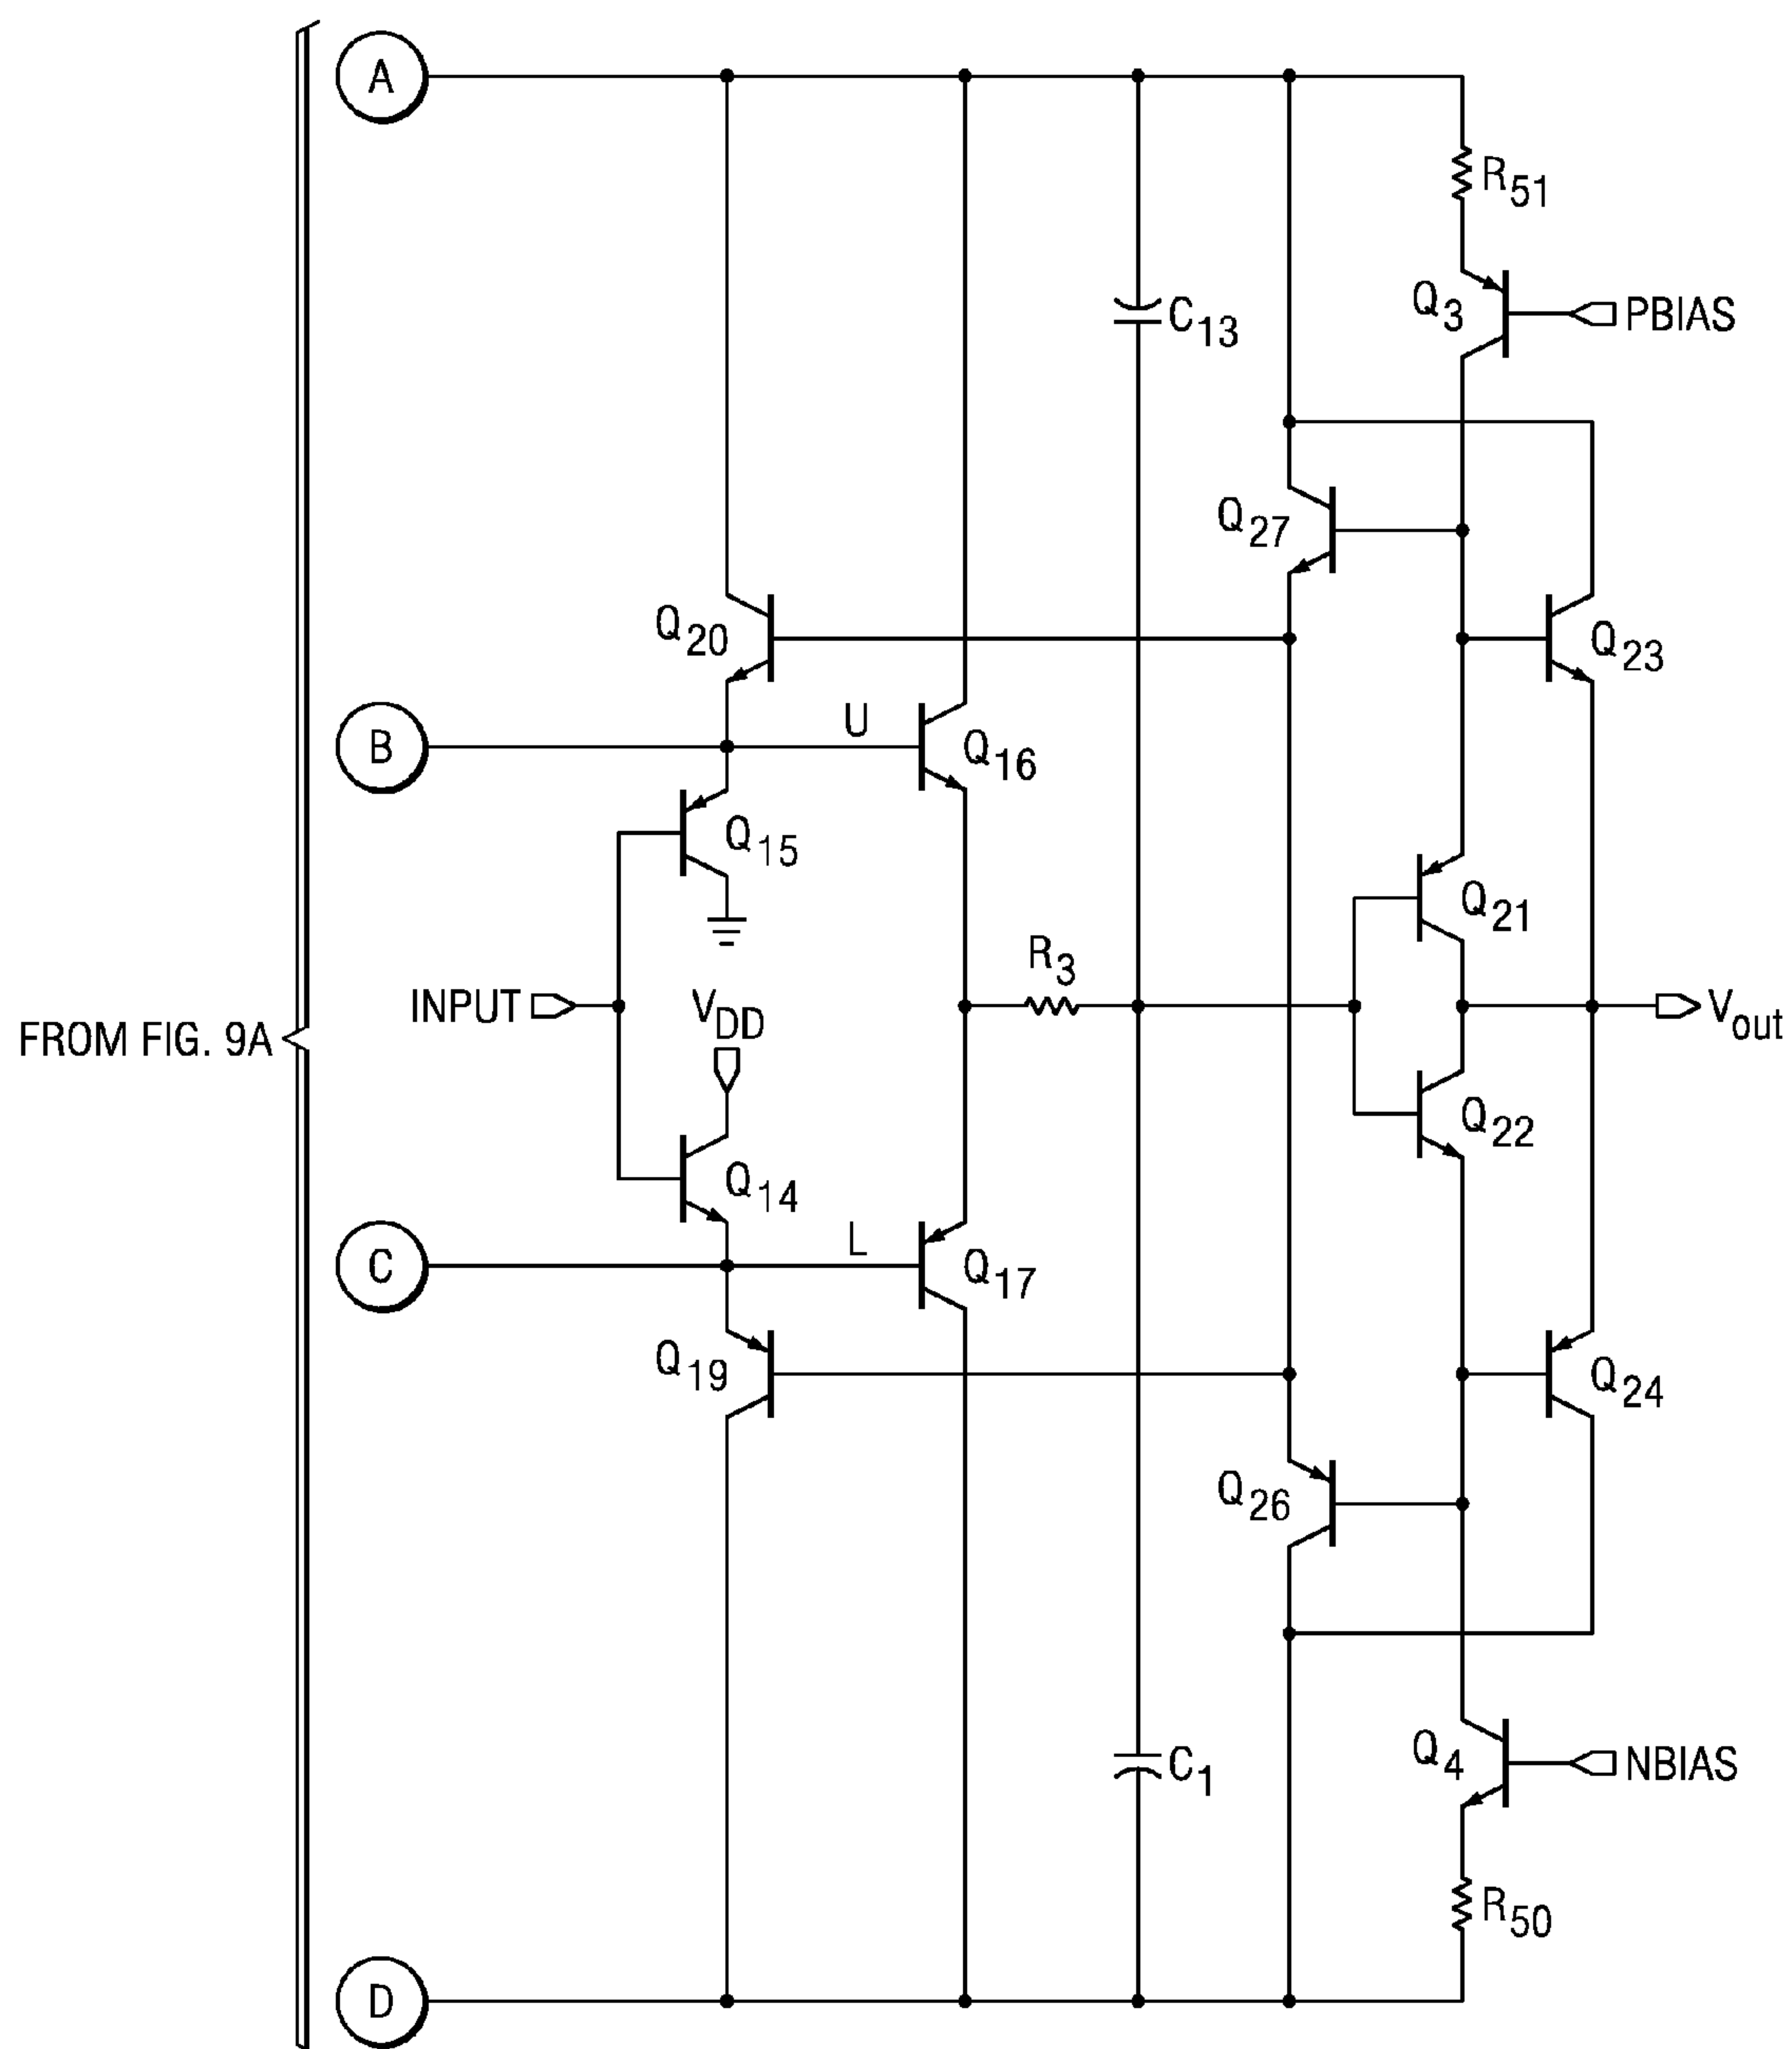 A
R51
Q3
PBIAS
C13
Q27
Q20
Q23
B
U
Q16
Q15
Q21
R3
INPUT
VDD
Vout
FROM FIG. 9A
Q22
Q14
C
L
Q17
Q19
Q24
Q26
Q4
NBIAS
C1
R50
D